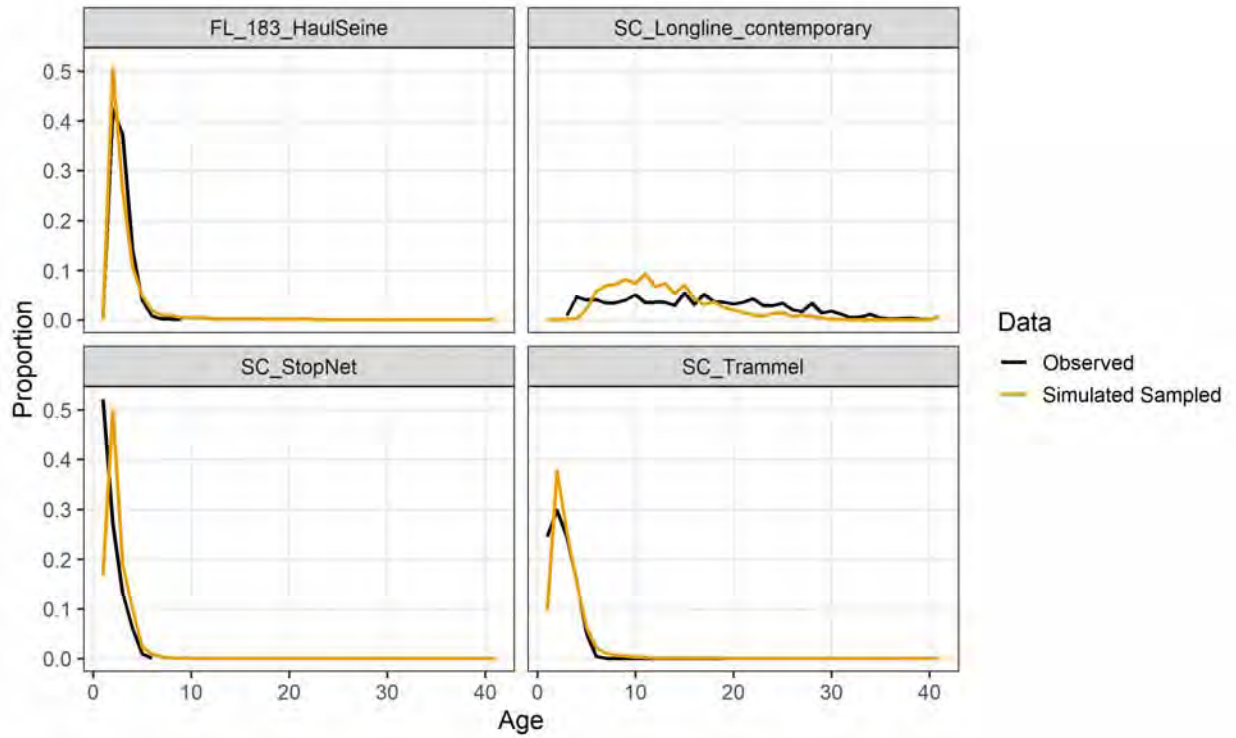 FL_183_HaulSeine
SC_Longline_contemporary
0.5
0.4
0.3
0.2
0.1
0.0
SC_StopNet
SC_Trammel
0.5
0.4
0.3
0.2
0.1
0.0
0
10
20
30
40
0
10
20
30
40
Proportion
Age
Data
Observed
Simulated Sampled